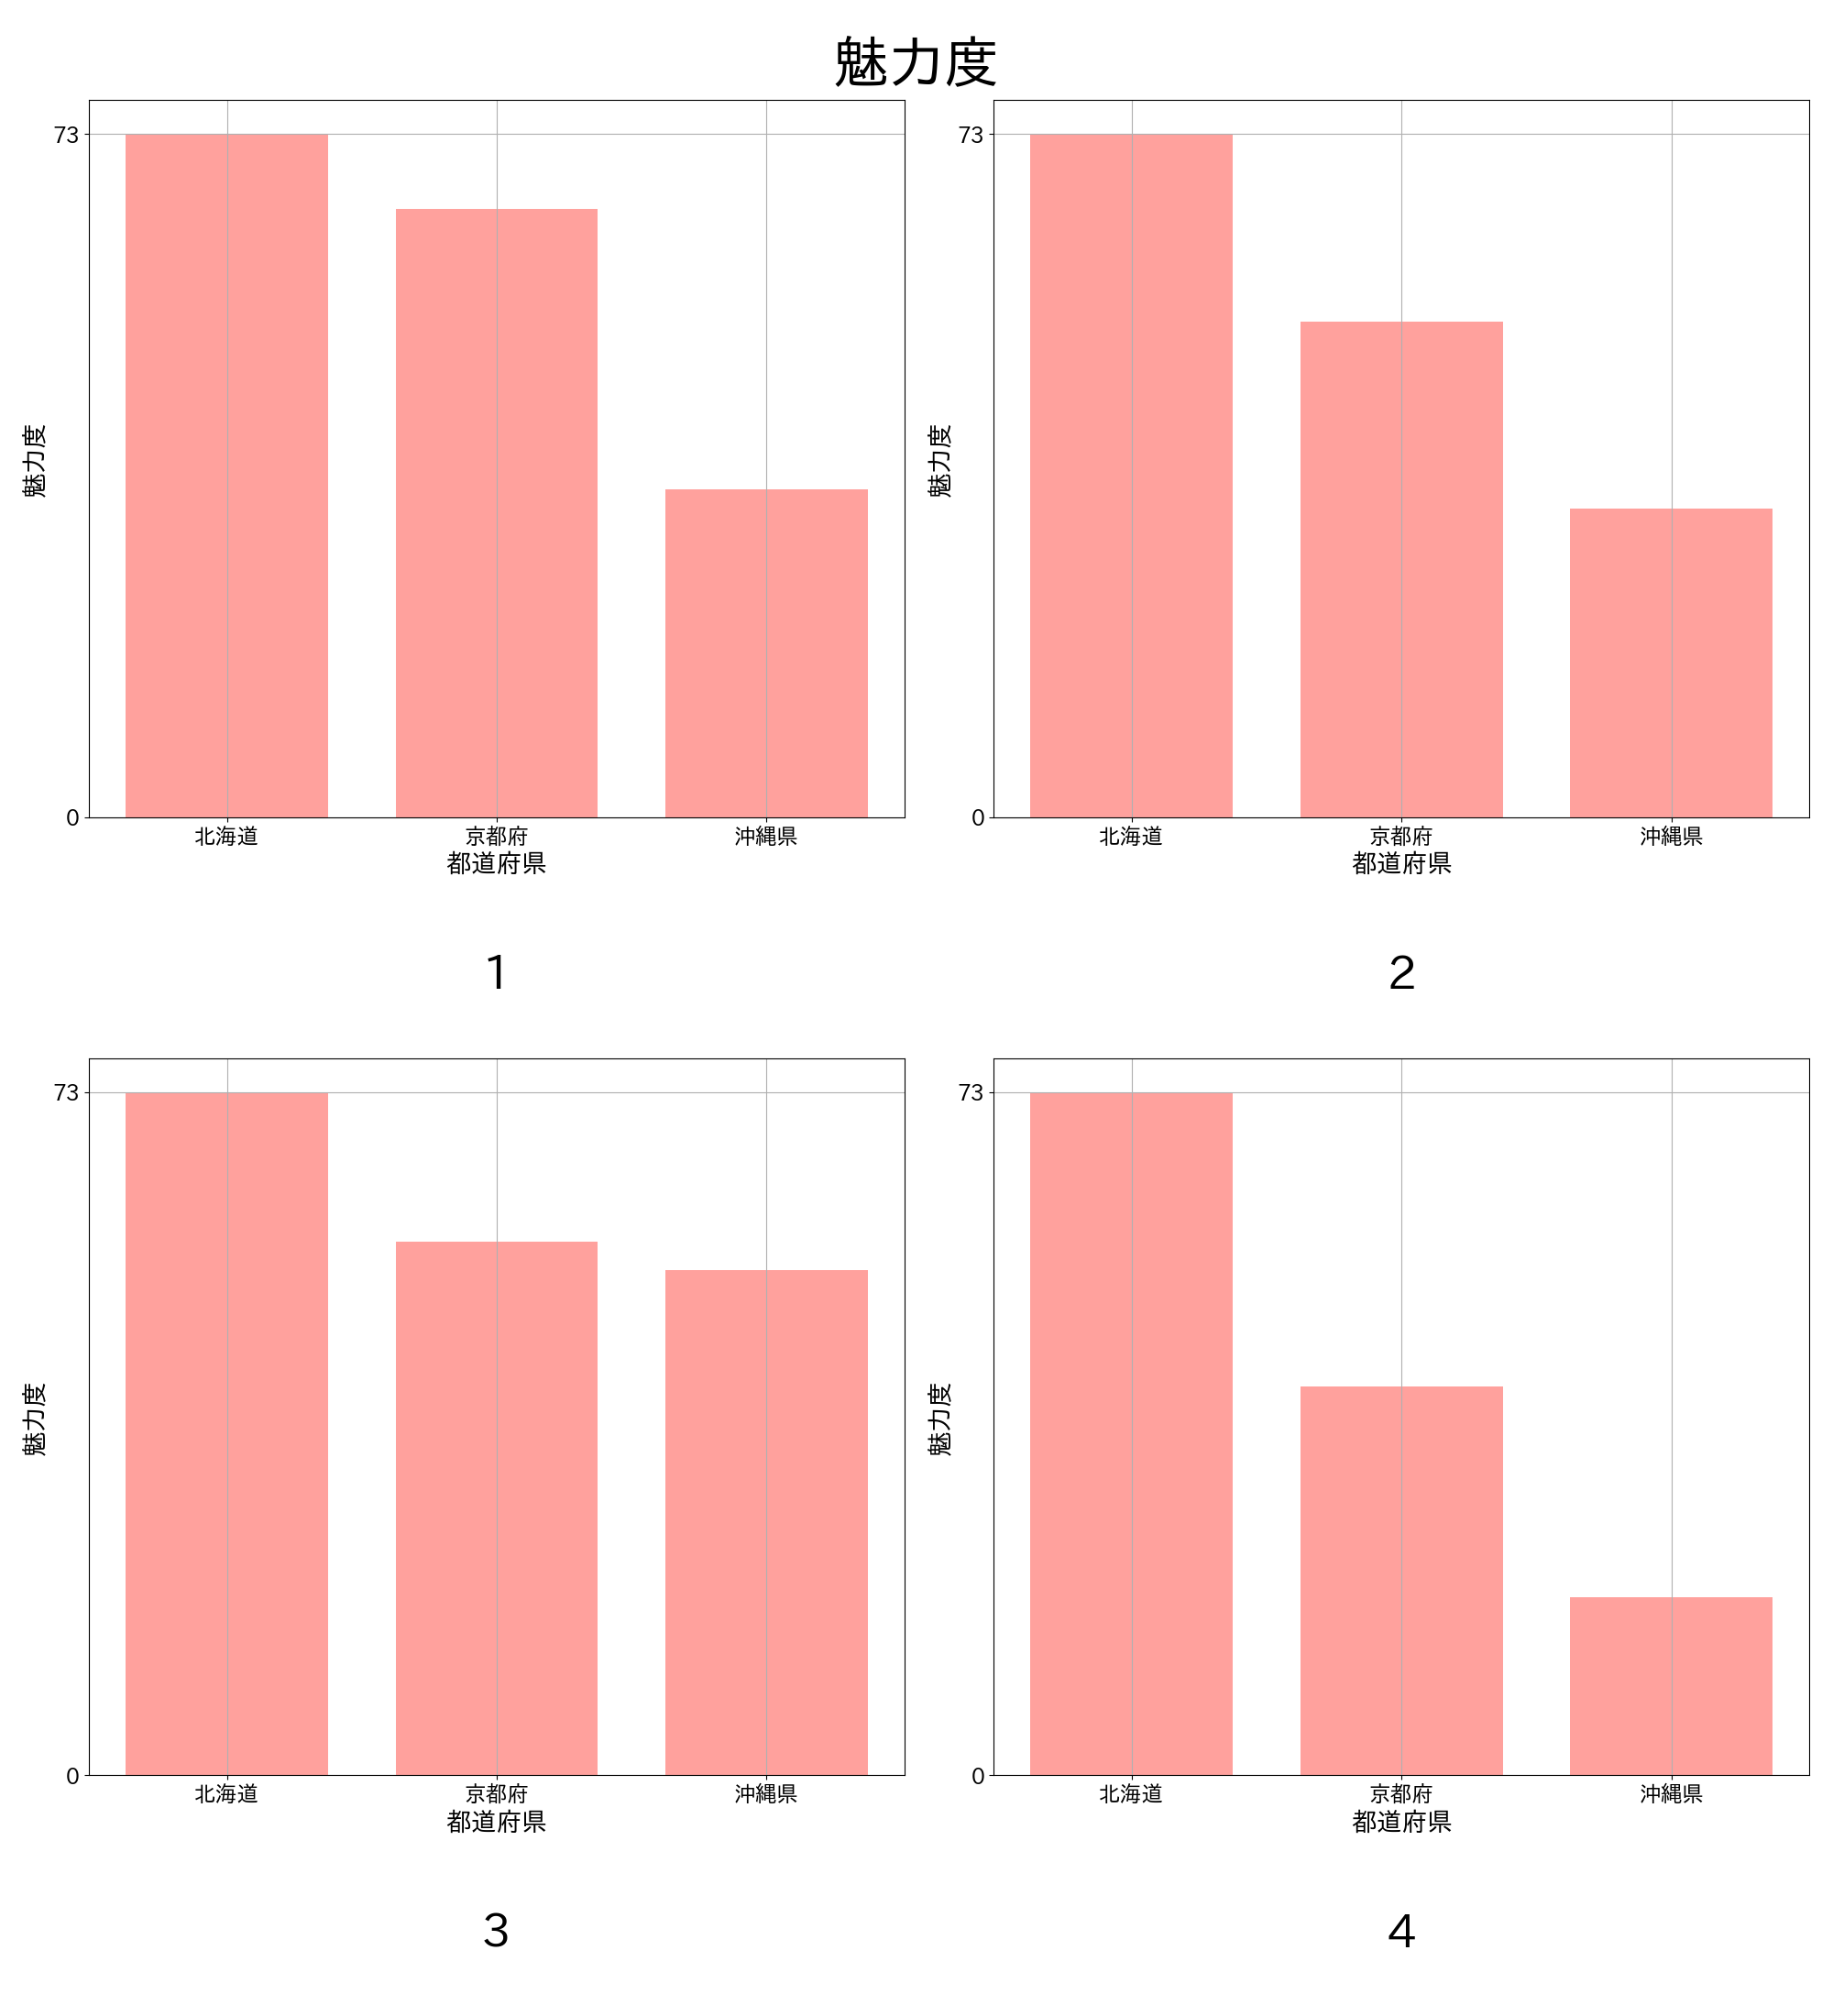 魅力度
73
0
魅力度
北海道 京都府 沖縄県
都道府県
1
73
0
魅力度
北海道 京都府 沖縄県
都道府県
2
73
0
魅力度
北海道 京都府 沖縄県
都道府県
3
73
0
魅力度
北海道 京都府 沖縄県
都道府県
4